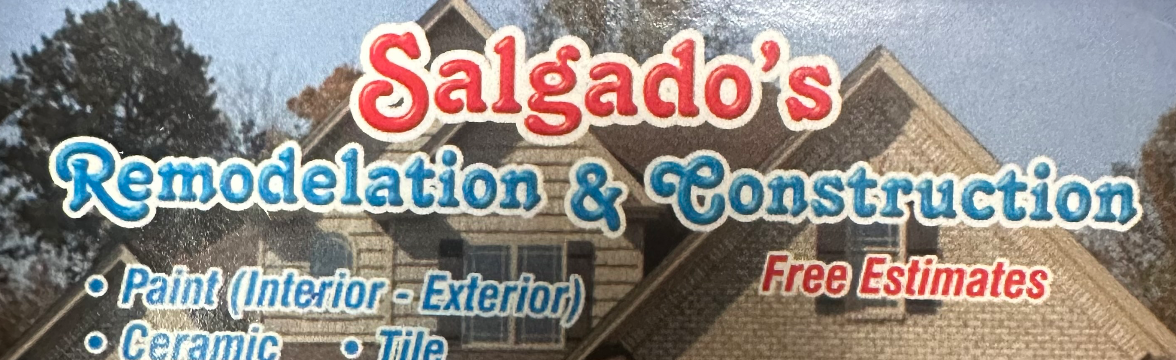 Salgado's
Remodelation & Construction
Free Estimates
• Paint (Interior - Exterior)
• Ceramic • Tile